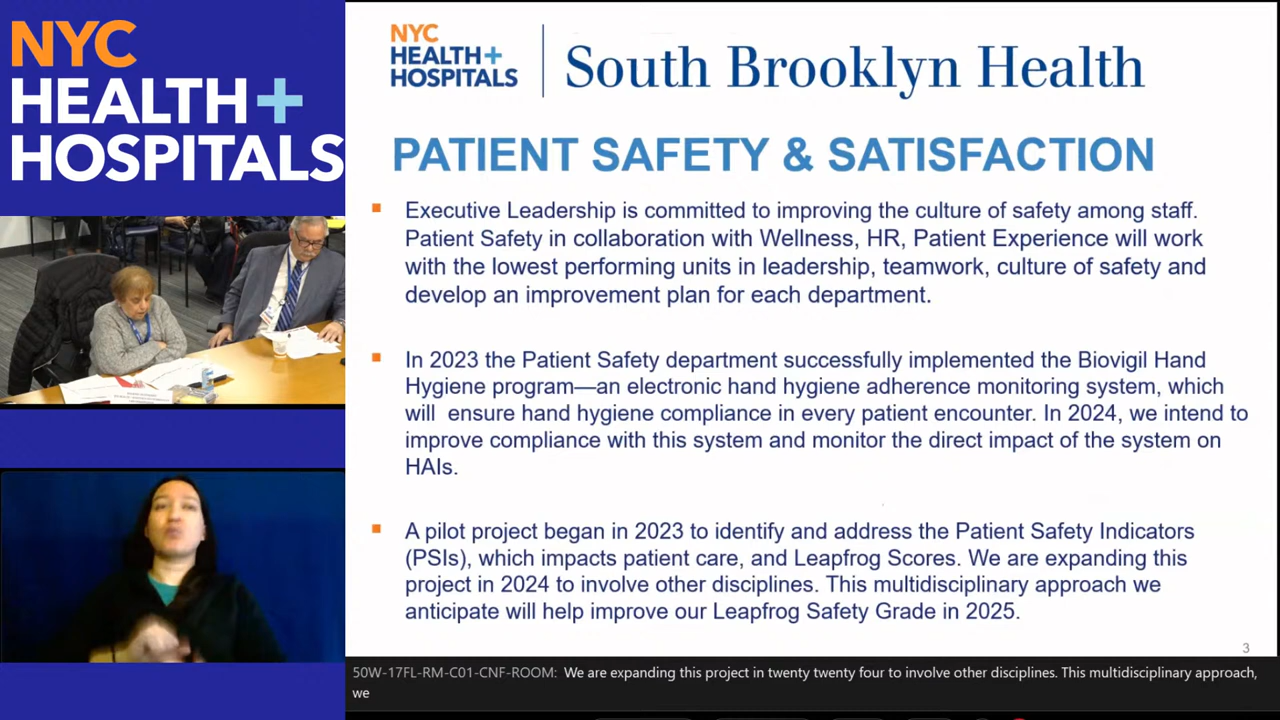 NYC
HEALTH+
HOSPITALS
NYC
HEALTH+
HOSPITALS
South Brooklyn Health
PATIENT SAFETY & SATISFACTION
Executive Leadership is committed to improving the culture of safety among staff.
Patient Safety in collaboration with Wellness, HR, Patient Experience will work
with the lowest performing units in leadership, teamwork, culture of safety and
develop an improvement plan for each department.
In 2023 the Patient Safety department successfully implemented the Biovigil Hand
Hygiene program—an electronic hand hygiene adherence monitoring system, which
will ensure hand hygiene compliance in every patient encounter. In 2024, we intend to
improve compliance with this system and monitor the direct impact of the system on
HAIs.
A pilot project began in 2023 to identify and address the Patient Safety Indicators
(PSIs), which impacts patient care, and Leapfrog Scores. We are expanding this
project in 2024 to involve other disciplines. This multidisciplinary approach we
anticipate will help improve our Leapfrog Safety Grade in 2025.
3
50W-17FL-RM-C01-CNF-ROOM: We are expanding this project in twenty twenty four to involve other disciplines. This multidisciplinary approach,
we